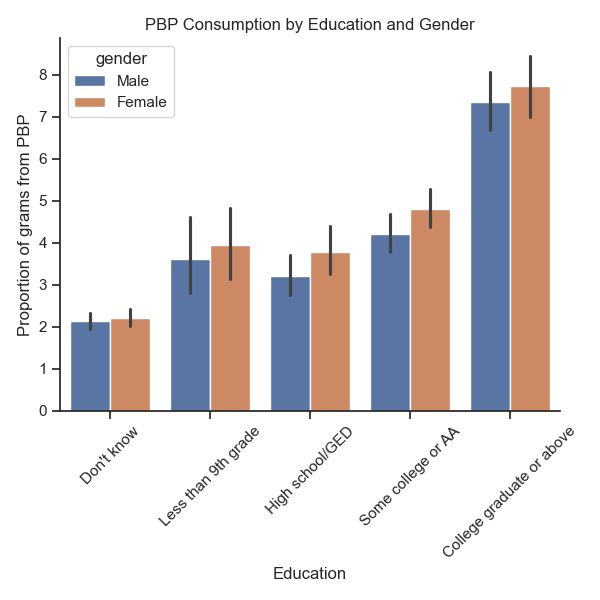 PBP Consumption by Education and Gender
gender
Male
Female
Proportion of grams from PBP
8
7
6
5
4
3
2
1
0
Don't know
Less than 9th grade
High school/GED
Some college or AA
College graduate or above
Education